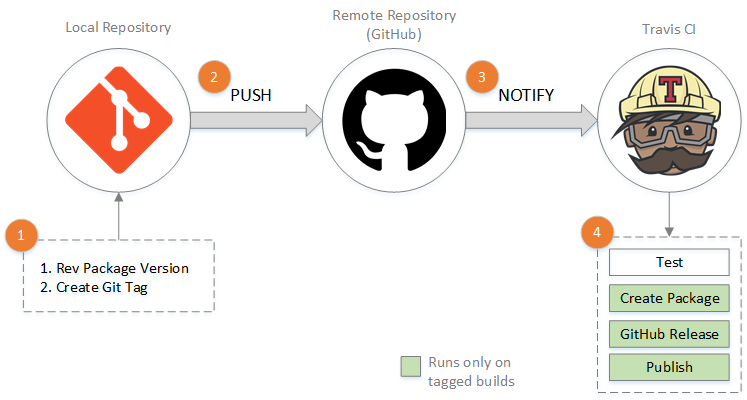 Local Repository
Remote Repository
(GitHub)
Travis CI
2
PUSH
3
NOTIFY
T
1
1. Rev Package Version
2. Create Git Tag
4
Test
Create Package
GitHub Release
Publish
Runs only on
tagged builds